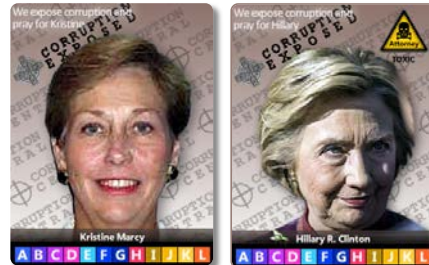 We expose corruption and
pray for Kristine
CORRUPTION
EXPOSED
Kristine Marcy
A B C D E F G H I J K L
We expose corruption and
pray for Hillary
CORRUPTION
EXPOSED
Attorney
TOXIC
Hillary R. Clinton
A B C D E F G H I J K L